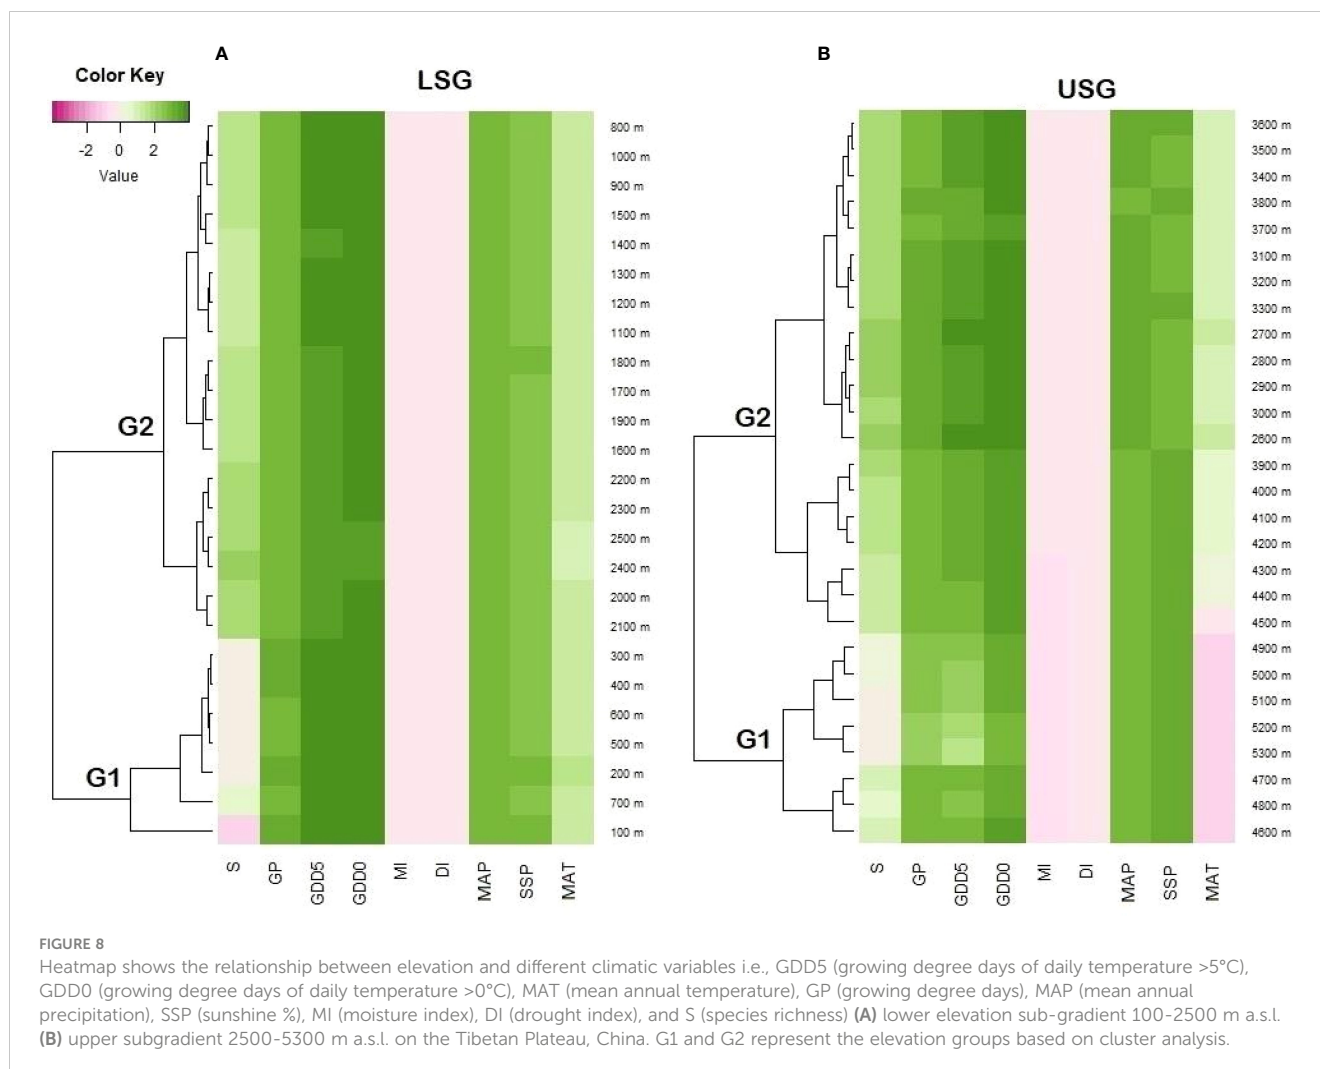 A
B
Color Key
-2 0 2
Value
LSG
USG
800 m
1000 m
900 m
1500 m
1400 m
1300 m
1200 m
1100 m
1800 m
1700 m
1900 m
1600 m
2200 m
2300 m
2500 m
2400 m
2000 m
2100 m
300 m
400 m
600 m
500 m
200 m
700 m
100 m
G2
G1
S GP GDD5 GDD0 MI DI MAP SSP MAT
3600 m
3500 m
3400 m
3800 m
3700 m
3100 m
3200 m
3300 m
2700 m
2800 m
2900 m
3000 m
2600 m
3900 m
4000 m
4100 m
4200 m
4300 m
4400 m
4500 m
4900 m
5000 m
5100 m
5200 m
5300 m
4700 m
4800 m
4600 m
G2
G1
S GP GDD5 GDD0 MI DI MAP SSP MAT
FIGURE 8
Heatmap shows the relationship between elevation and different climatic variables i.e., GDD5 (growing degree days of daily temperature >5°C),
GDD0 (growing degree days of daily temperature >0°C), MAT (mean annual temperature), GP (growing degree days), MAP (mean annual
precipitation), SSP (sunshine %), MI (moisture index), DI (drought index), and S (species richness) (A) lower elevation sub-gradient 100-2500 m a.s.l.
(B) upper subgradient 2500-5300 m a.s.l. on the Tibetan Plateau, China. G1 and G2 represent the elevation groups based on cluster analysis.